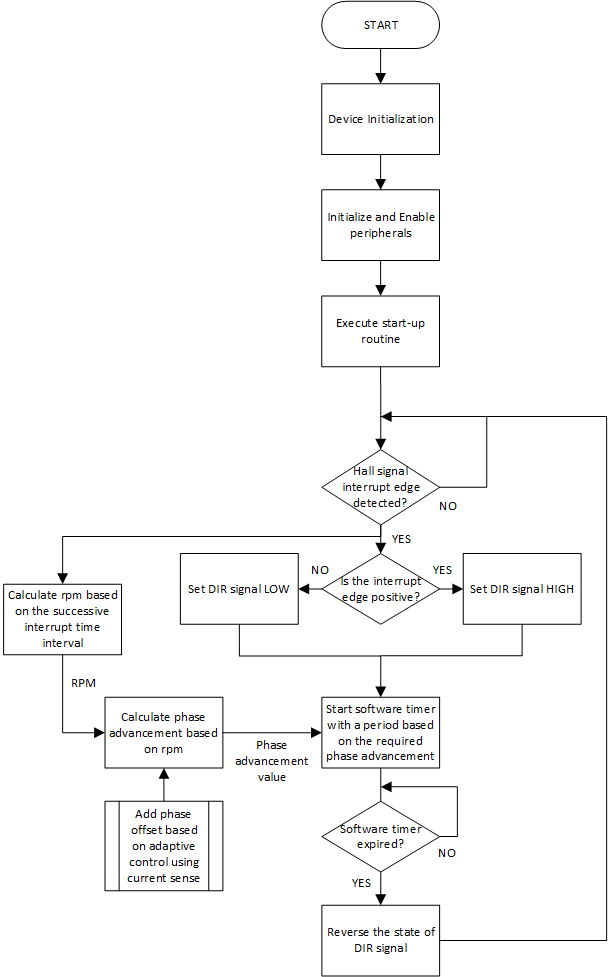 START
Device Initialization
Initialize and Enable
peripherals
Execute start-up
routine
Hall signal
interrupt edge
detected?
NO
YES
Is the interrupt
edge positive?
NO
YES
Set DIR signal LOW
Set DIR signal HIGH
Calculate rpm based
on the successive
interrupt time
interval
RPM
Calculate phase
advancement based
on rpm
Phase
advancement
value
Start software timer
with a period based
on the required
phase advancement
Add phase
offset based
on adaptive
control using
current sense
Software timer
expired?
NO
YES
Reverse the state of
DIR signal